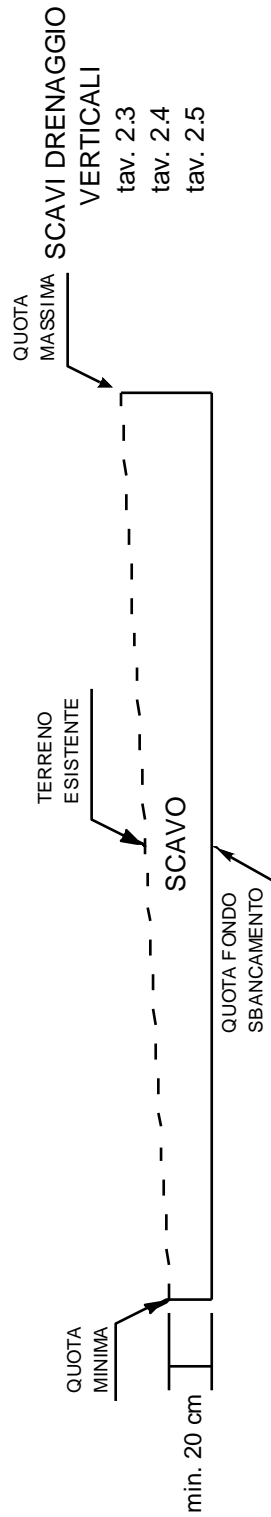 SCAVI DRENAGGIO
VERTICALI
tav. 2.3
tav. 2.4
tav. 2.5
QUOTA
MASSIMA
TERRENO
ESISTENTE
SCAVO
QUOTA FONDO
SBANCAMENTO
QUOTA
MINIMA
min. 20 cm